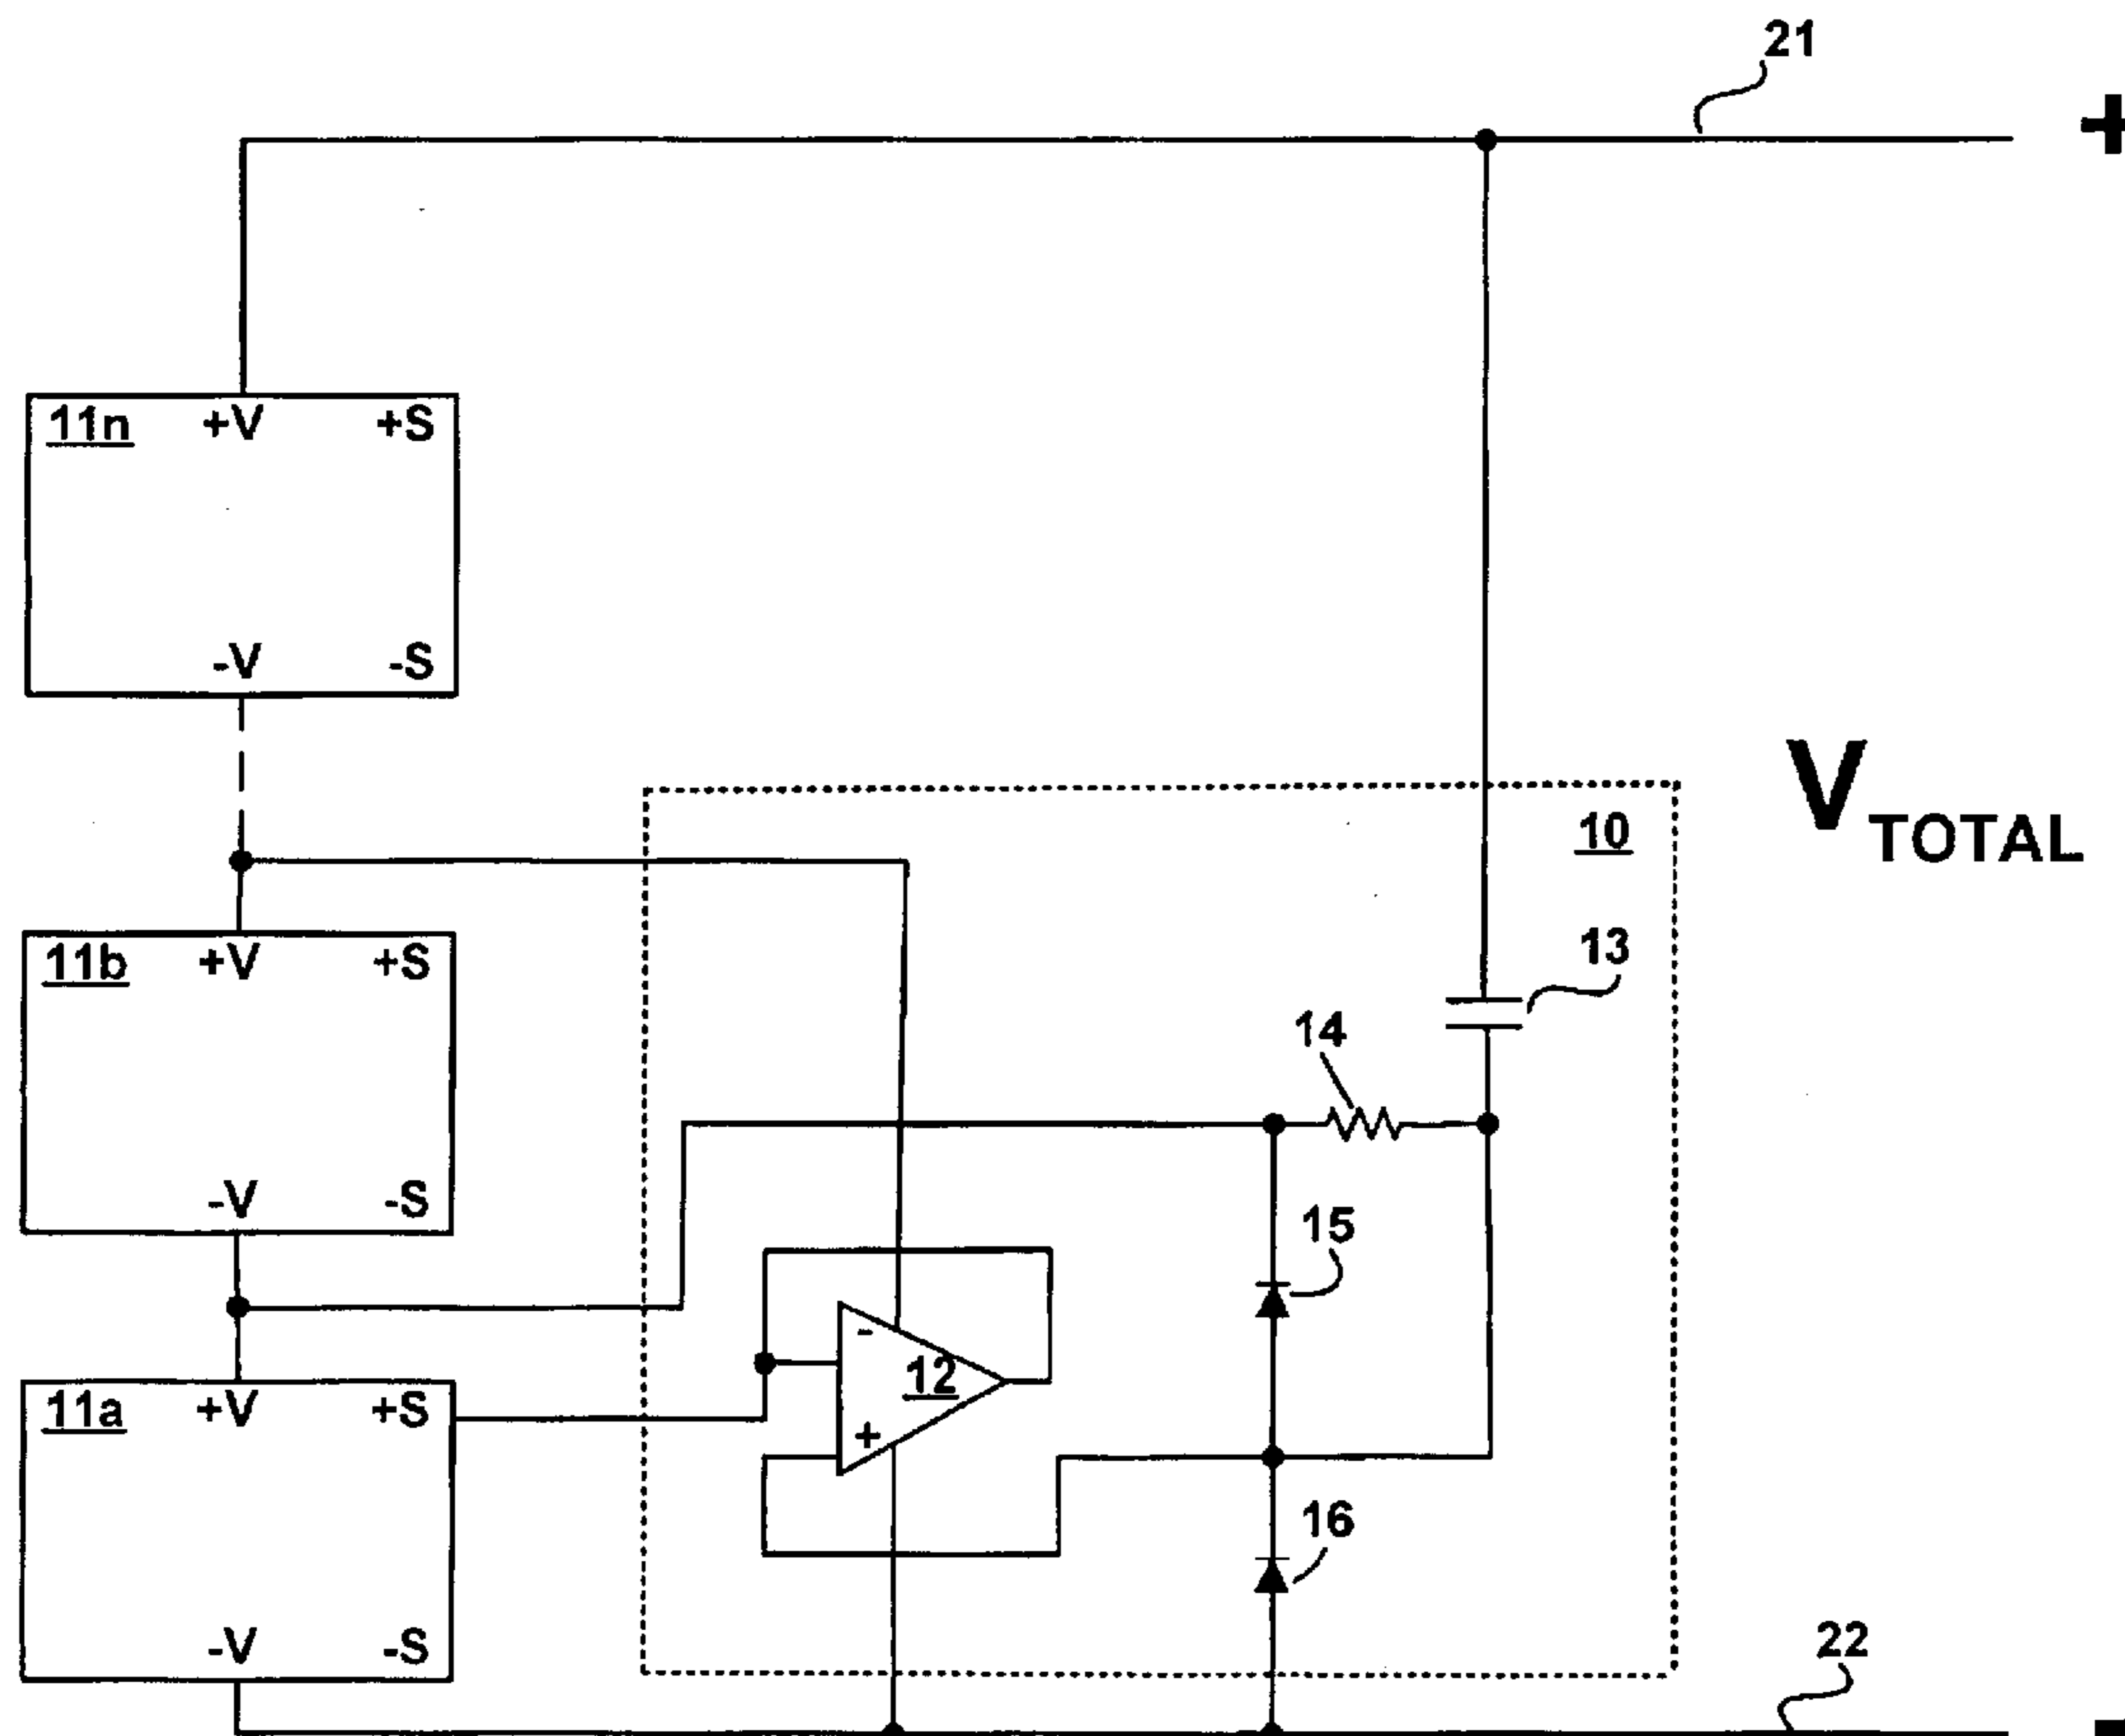 21
+
11n +V +S
-V -S
10
V TOTAL
11b +V +S
13
14
-V -S
15
-
12
11a +V +S
+
16
-V -S
22
-